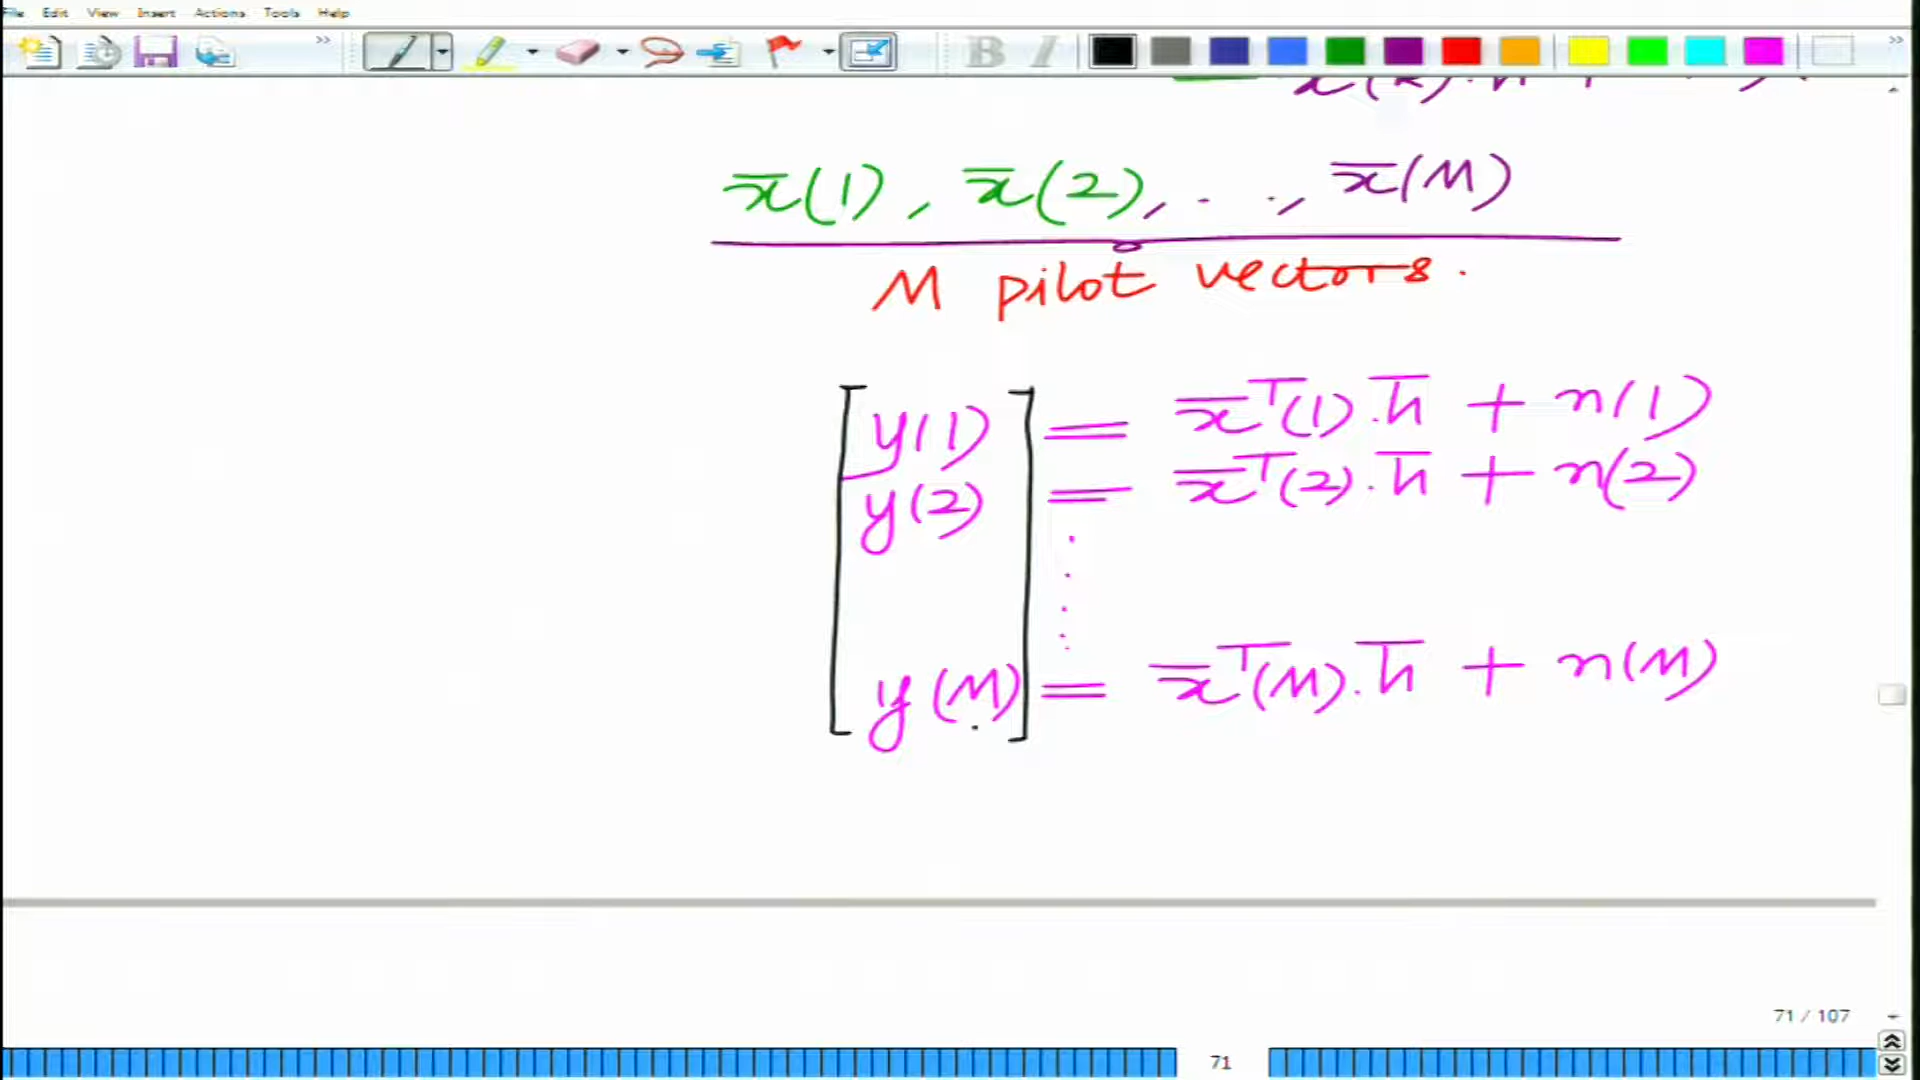 File Edit View Insert Actions Tools Help
B I
x̄(1), x̄(2), . . ., x̄(M)
M pilot vectors.
y(1) = x̄ᵀ(1).h̄ + n(1)
y(2) = x̄ᵀ(2).h̄ + n(2)
y(M) = x̄ᵀ(M).h̄ + n(M)
71 / 107
71